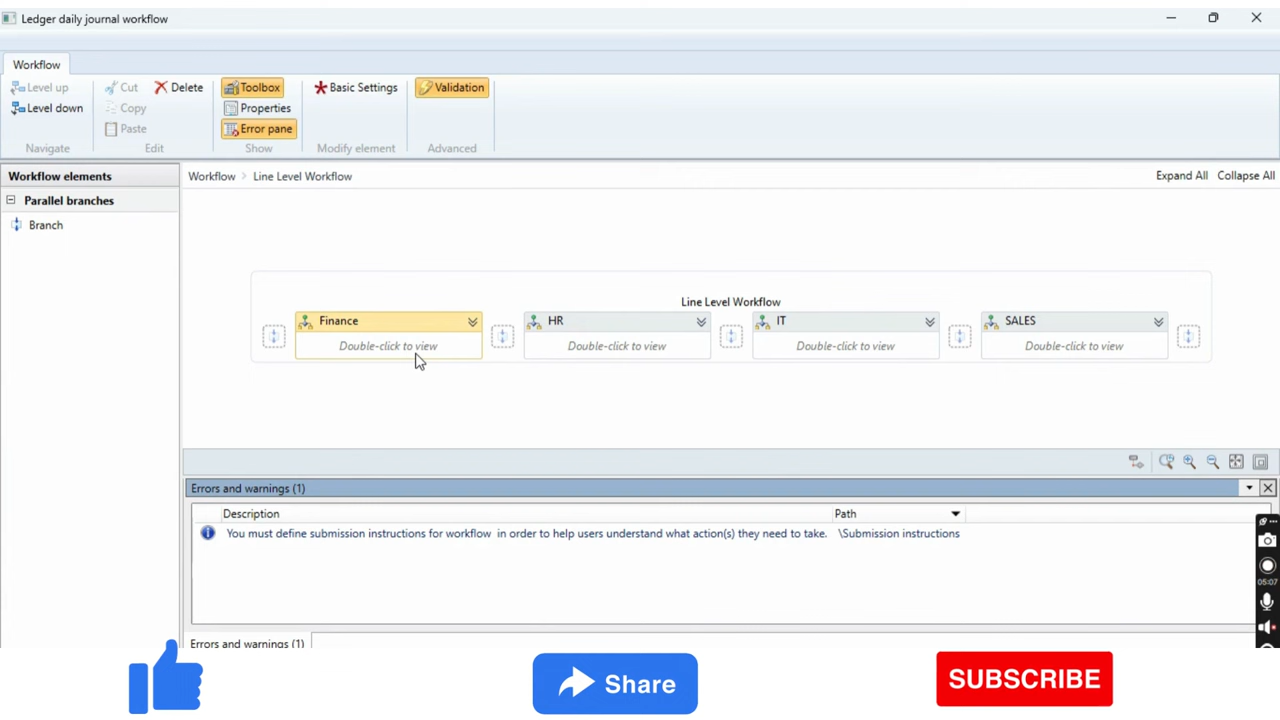 Ledger daily journal workflow
Workflow
Level up
Cut
Delete
Toolbox
Basic Settings
Validation
Level down
Copy
Properties
Paste
Error pane
Navigate
Edit
Show
Modify element
Advanced
Workflow elements
Workflow > Line Level Workflow
Expand All
Collapse All
Parallel branches
Branch
Line Level Workflow
Finance
HR
IT
SALES
Double-click to view
Double-click to view
Double-click to view
Double-click to view
Errors and warnings (1)
Description
Path
You must define submission instructions for workflow in order to help users understand what action(s) they need to take.
\Submission instructions
05:07
Errors and warnings (1)
Share
SUBSCRIBE